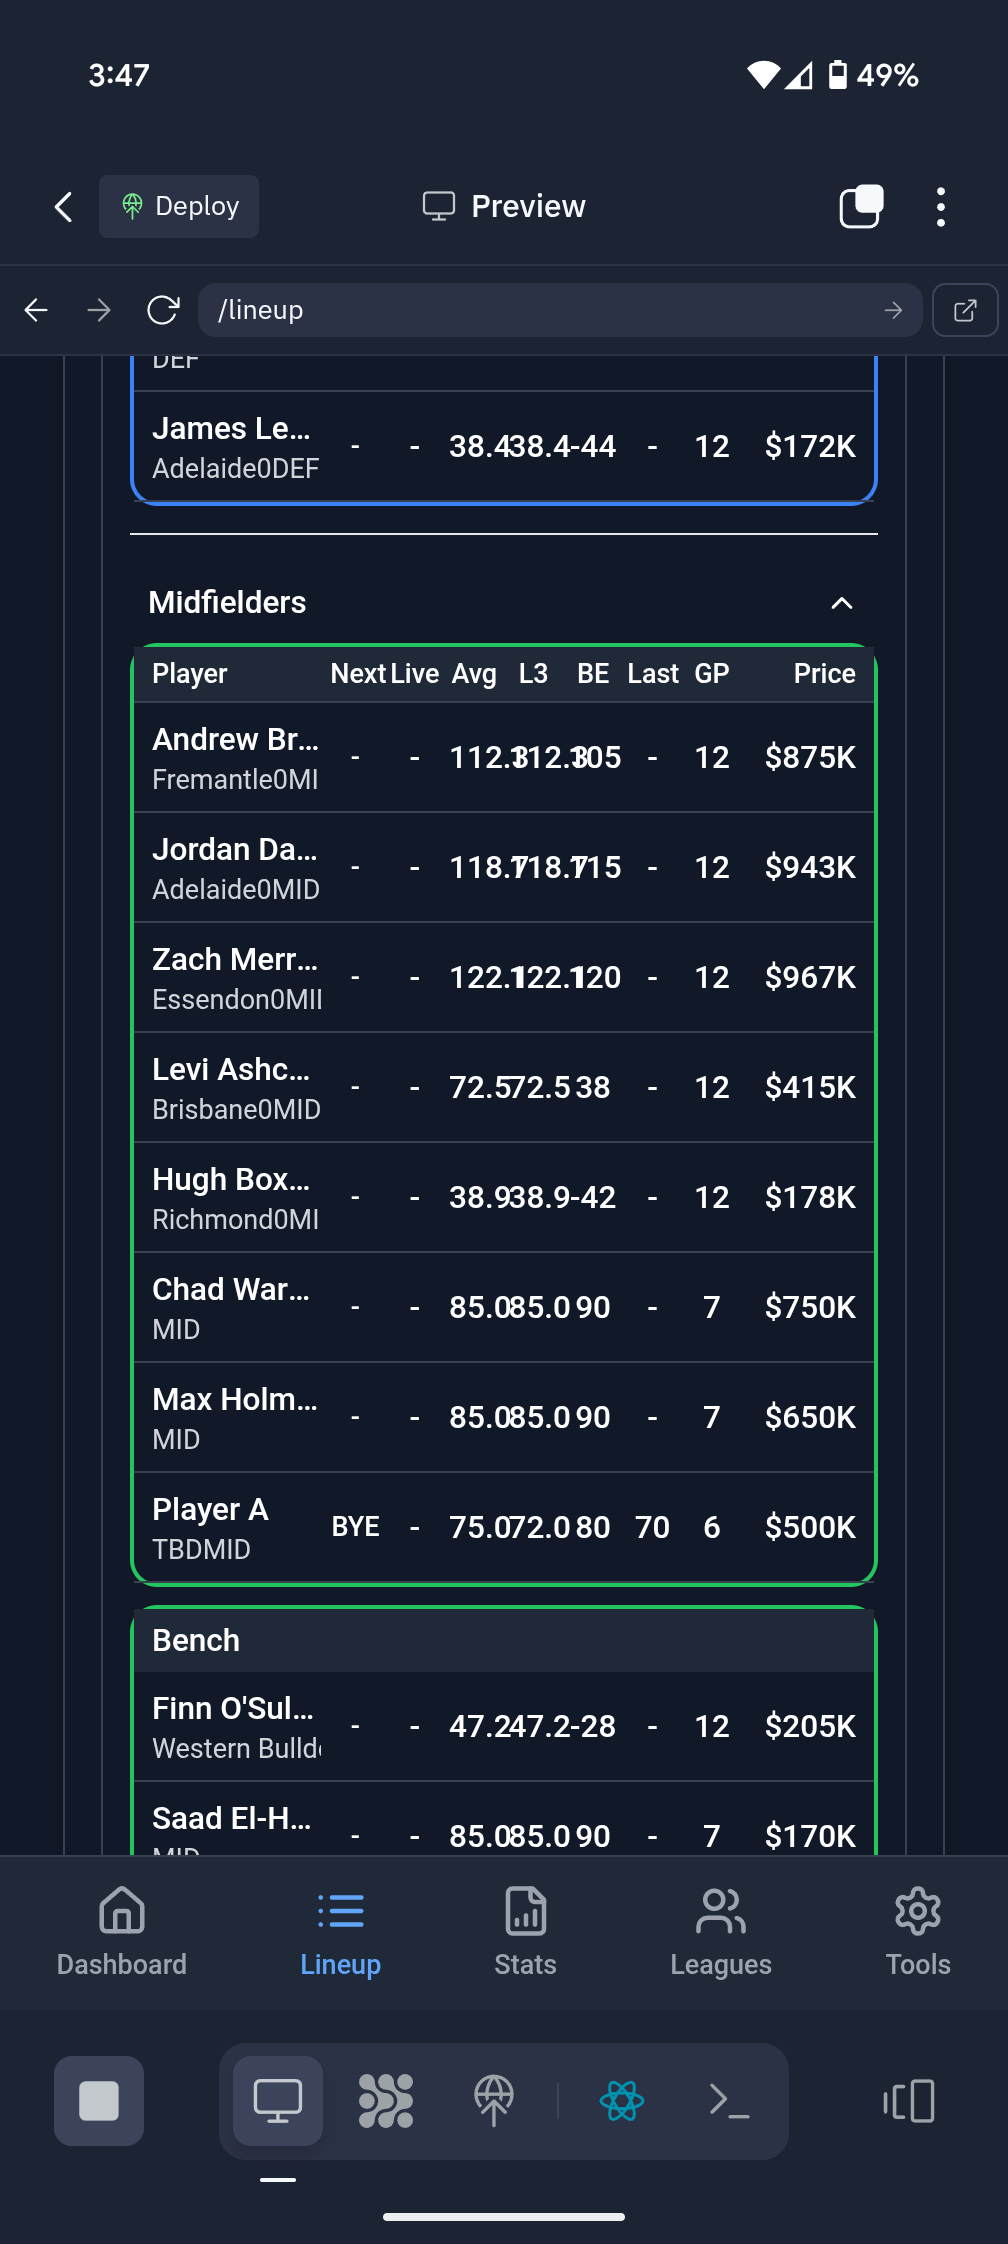 3:47 49%
Deploy Preview
/lineup
DEF
James Le... - - 38.4 38.4 -44 - 12 $172K
Adelaide0DEF
Midfielders
Player Next Live Avg L3 BE Last GP Price
Andrew Br... - - 112.3 112.3 105 - 12 $875K
Fremantle0MI
Jordan Da... - - 118.7 118.7 115 - 12 $943K
Adelaide0MID
Zach Merr... - - 122.1 122.1 120 - 12 $967K
Essendon0MI
Levi Ashc... - - 72.5 72.5 38 - 12 $415K
Brisbane0MID
Hugh Box... - - 38.9 38.9 -42 - 12 $178K
Richmond0MI
Chad War... - - 85.0 85.0 90 - 7 $750K
MID
Max Holm... - - 85.0 85.0 90 - 7 $650K
MID
Player A BYE - 75.0 72.0 80 70 6 $500K
TBDMID
Bench
Finn O'Sul... - - 47.2 47.2 -28 - 12 $205K
Western Bulld
Saad El-H... - - 85.0 85.0 90 - 7 $170K
MID
Dashboard Lineup Stats Leagues Tools